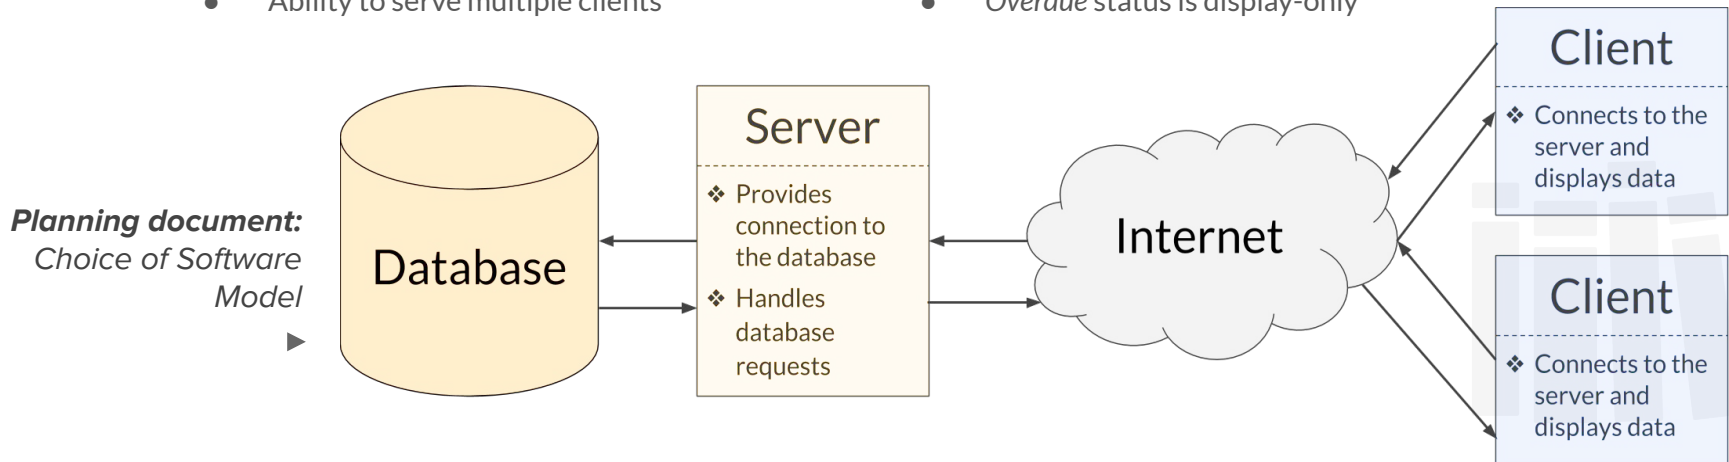 Ability to serve multiple clients
Overdue status is display-only
Planning document:
Choice of Software
Model
Database
Server
Provides
connection to
the database
Handles
database
requests
Internet
Client
Connects to the
server and
displays data
Client
Connects to the
server and
displays data